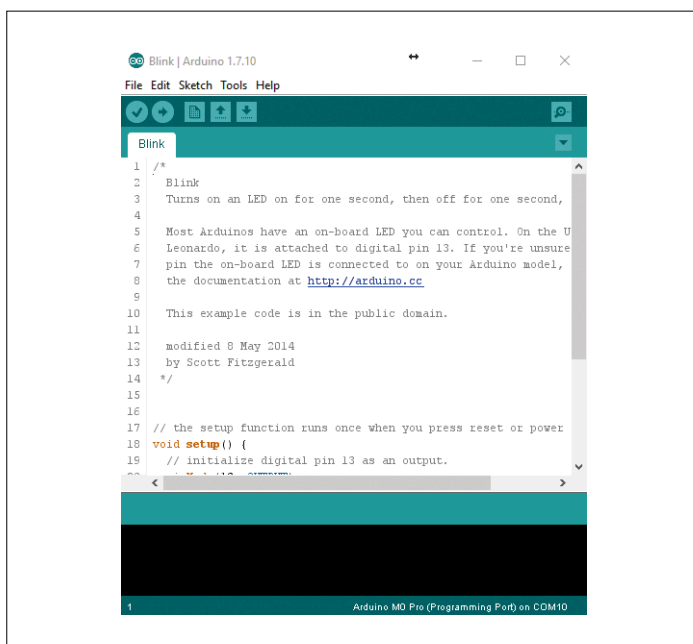 Blink | Arduino 1.7.10
File Edit Sketch Tools Help
Blink
1 /*
2 Blink
3 Turns on an LED on for one second, then off for one second,
4
5 Most Arduinos have an on-board LED you can control. On the U
6 Leonardo, it is attached to digital pin 13. If you're unsure
7 pin the on-board LED is connected to on your Arduino model,
8 the documentation at http://arduino.cc
9
10 This example code is in the public domain.
11
12 modified 8 May 2014
13 by Scott Fitzgerald
14 */
15
16
17 // the setup function runs once when you press reset or power
18 void setup() {
19 // initialize digital pin 13 as an output.
1 Arduino M0 Pro (Programming Port) on COM10